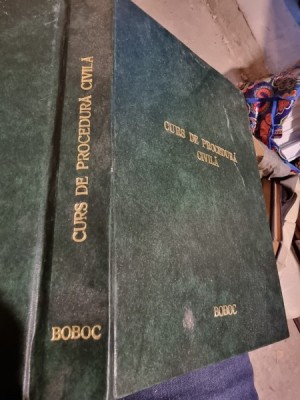 CURS DE PROCEDURĂ CIVILĂ
BOBOC
CURS DE PROCEDURĂ
CIVILĂ
BOBOC